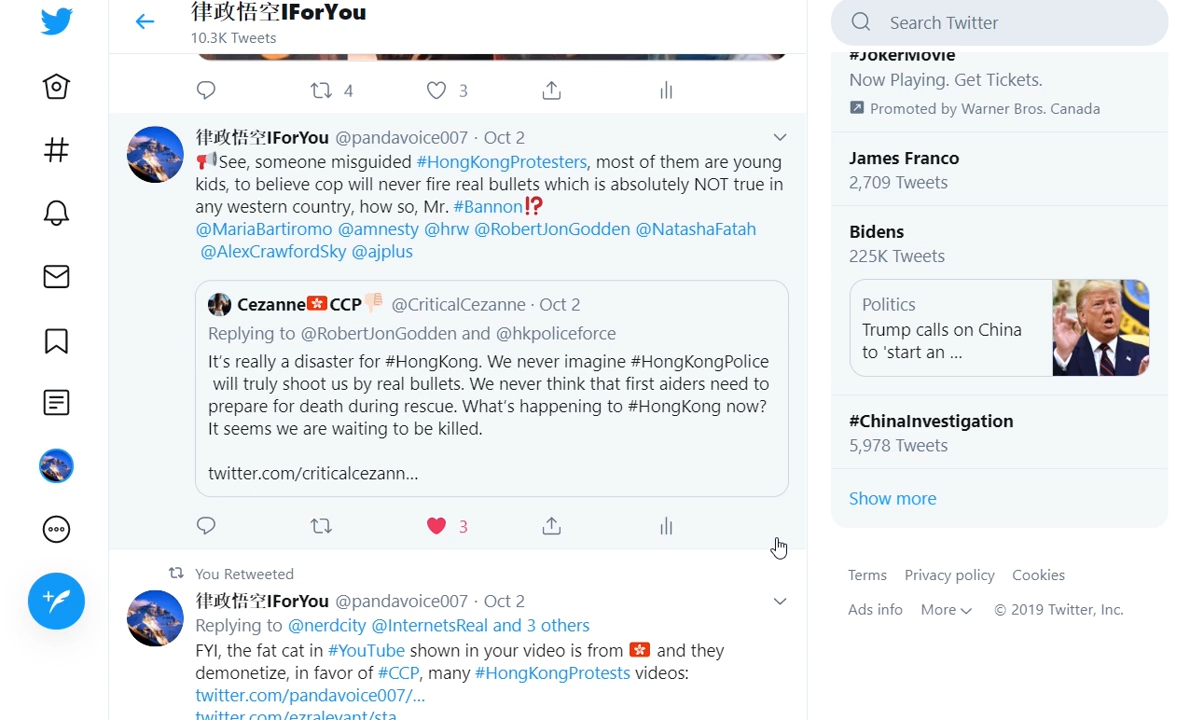 律政悟空IForYou
10.3K Tweets
4
3
律政悟空IForYou @pandavoice007 · Oct 2
See, someone misguided #HongKongProtesters, most of them are young
kids, to believe cop will never fire real bullets which is absolutely NOT true in
any western country, how so, Mr. #Bannon⁉
@MariaBartiromo @amnesty @hrw @RobertJonGodden @NatashaFatah
@AlexCrawfordSky @ajplus
Cezanne🇭🇰CCP👎🏻 @CriticalCezanne · Oct 2
Replying to @RobertJonGodden and @hkpoliceforce
It's really a disaster for #HongKong. We never imagine #HongKongPolice
will truly shoot us by real bullets. We never think that first aiders need to
prepare for death during rescue. What's happening to #HongKong now?
It seems we are waiting to be killed.
twitter.com/criticalcezann...
3
You Retweeted
律政悟空IForYou @pandavoice007 · Oct 2
Replying to @nerdcity @InternetsReal and 3 others
FYI, the fat cat in #YouTube shown in your video is from 🇭🇰 and they
demonetize, in favor of #CCP, many #HongKongProtests videos:
twitter.com/pandavoice007/...
twitter.com/ezralevant/sta
Search Twitter
#JokerMovie
Now Playing. Get Tickets.
Promoted by Warner Bros. Canada
James Franco
2,709 Tweets
Bidens
225K Tweets
Politics
Trump calls on China
to 'start an ...
#ChinaInvestigation
5,978 Tweets
Show more
Terms Privacy policy Cookies
Ads info More © 2019 Twitter, Inc.